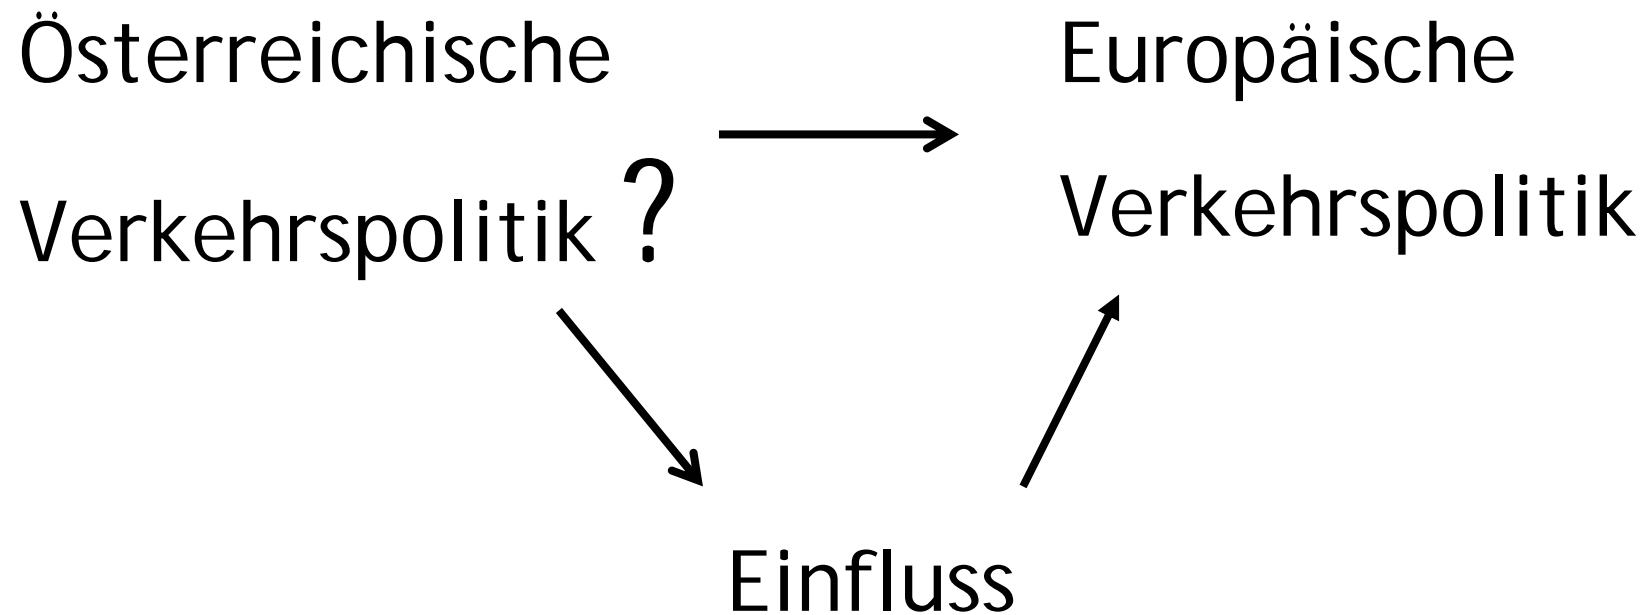 Österreichische
Verkehrspolitik ?
Europäische
Verkehrspolitik
Einfluss